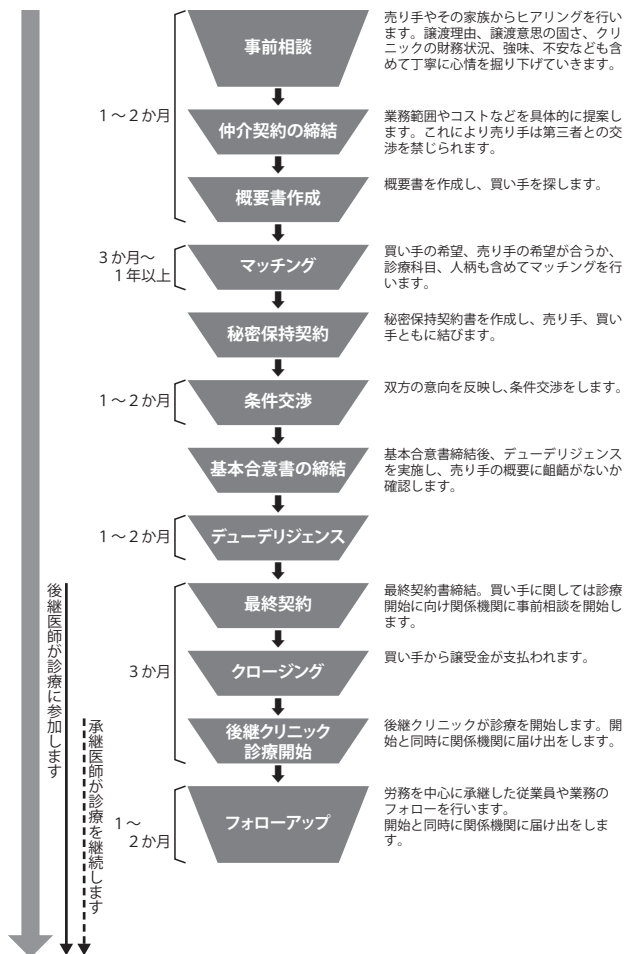 事前相談
売り手やその家族からヒアリングを行い
ます。譲渡理由、譲渡意思の固さ、クリ
ニックの財務状況、強味、不安なども含
めて丁寧に心情を掘り下げていきます。
1～2か月
仲介契約の締結
業務範囲やコストなどを具体的に提案
します。これにより売り手は第三者との交
渉を禁じられます。
概要書作成
概要書を作成し、買い手を探します。
3か月～
1年以上
マッチング
買い手の希望、売り手の希望が合うか、
診療科目、人柄も含めてマッチングを行
います。
秘密保持契約
秘密保持契約書を作成し、売り手、買い
手ともに結びます。
1～2か月
条件交渉
双方の意向を反映し、条件交渉をします。
基本合意書の締結
基本合意書締結後、デューデリジェンス
を実施し、売り手の概要に齟齬がないか
確認します。
1～2か月
デューデリジェンス
最終契約
最終契約書締結。買い手に関しては診療
開始に向け関係機関に事前相談を開始し
ます。
3か月
クロージング
買い手から譲受金が支払われます。
後継クリニック
診療開始
後継クリニックが診療を開始します。開
始と同時に関係機関に届け出をします。
1～
2か月
フォローアップ
労務を中心に承継した従業員や業務の
フォローを行います。
開始と同時に関係機関に届け出をしま
す。
後継医師が診療に参加します
承継医師が診療を継続します